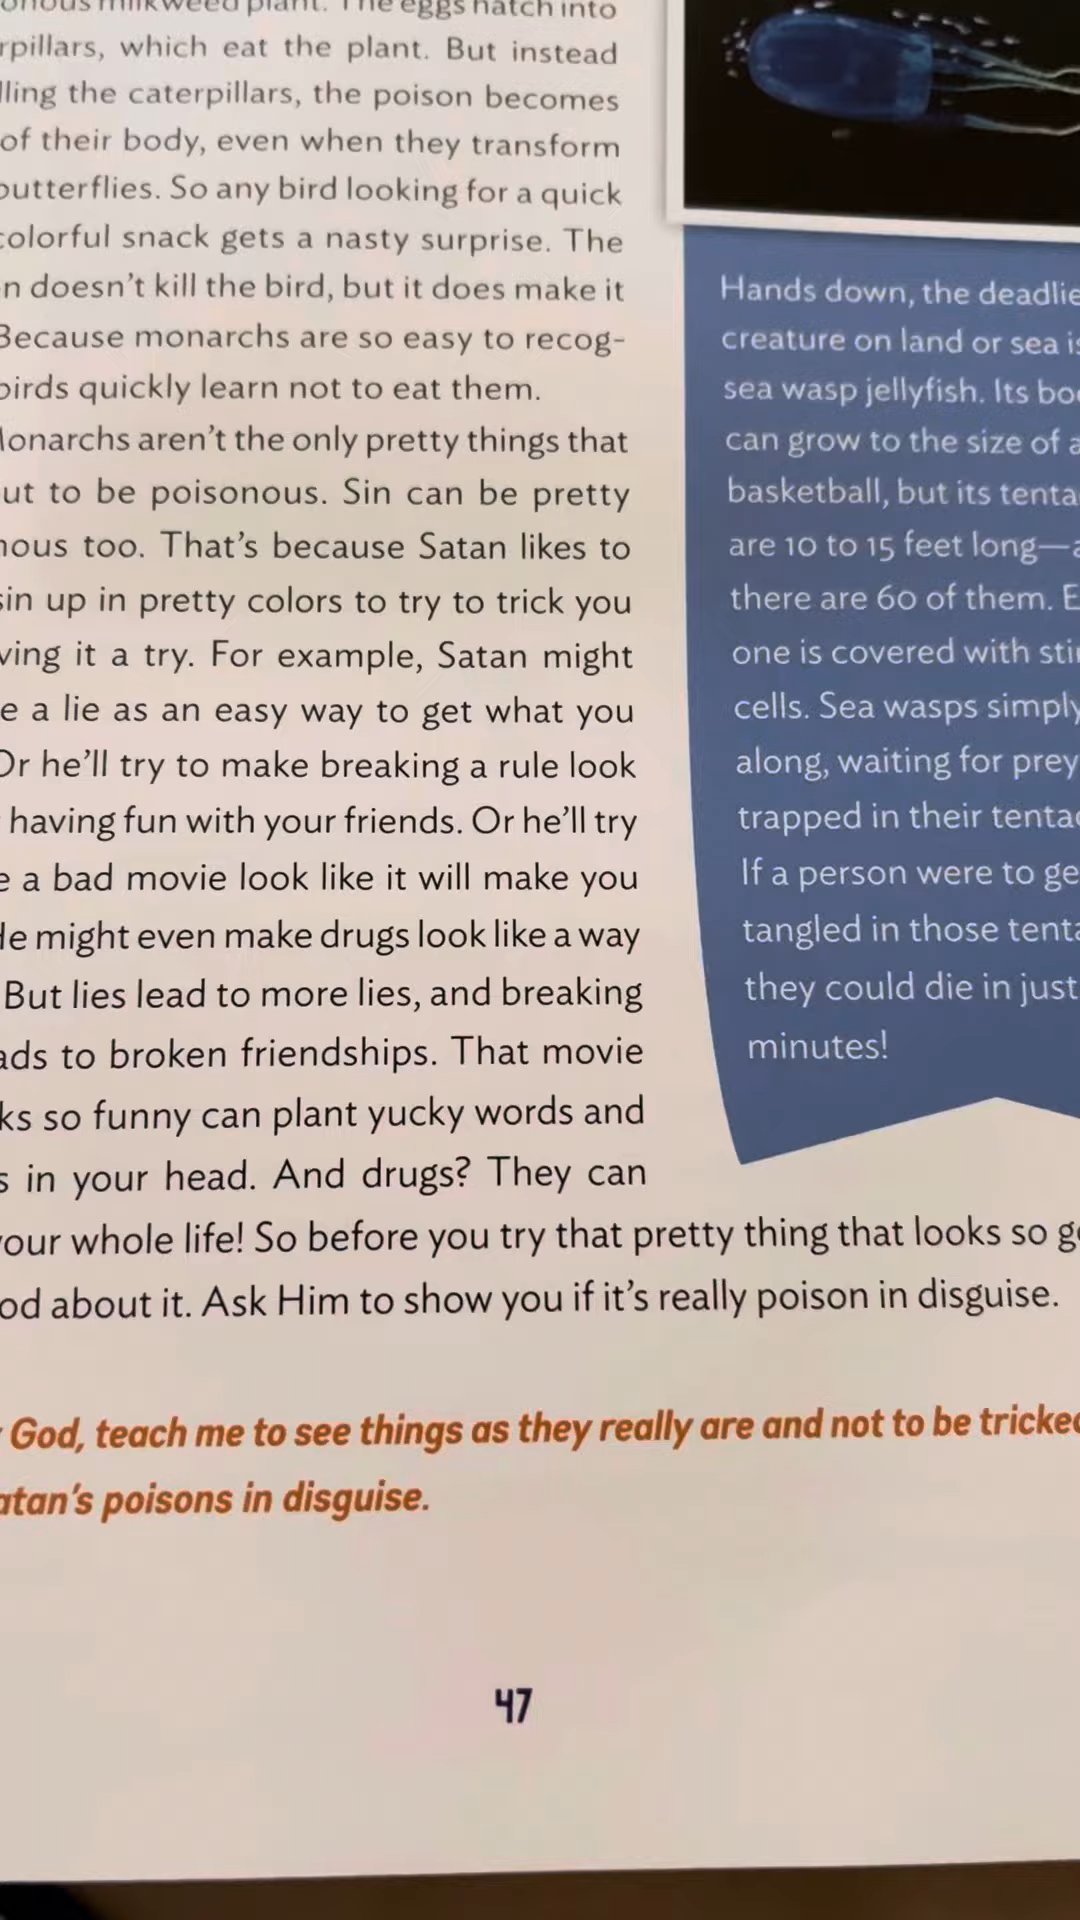 milkweed plant. The eggs hatch into
rpillars, which eat the plant. But instead
lling the caterpillars, the poison becomes
of their body, even when they transform
butterflies. So any bird looking for a quick
colorful snack gets a nasty surprise. The
n doesn't kill the bird, but it does make it
Because monarchs are so easy to recog-
birds quickly learn not to eat them.
Monarchs aren't the only pretty things that
ut to be poisonous. Sin can be pretty
nous too. That's because Satan likes to
sin up in pretty colors to try to trick you
ving it a try. For example, Satan might
e a lie as an easy way to get what you
Or he'll try to make breaking a rule look
having fun with your friends. Or he'll try
e a bad movie look like it will make you
He might even make drugs look like a way
But lies lead to more lies, and breaking
ads to broken friendships. That movie
ks so funny can plant yucky words and
s in your head. And drugs? They can
your whole life! So before you try that pretty thing that looks so go
od about it. Ask Him to show you if it's really poison in disguise.
God, teach me to see things as they really are and not to be tricked
atan's poisons in disguise.
Hands down, the deadlie
creature on land or sea is
sea wasp jellyfish. Its bo
can grow to the size of a
basketball, but its tenta
are 10 to 15 feet long—a
there are 60 of them. E
one is covered with sti
cells. Sea wasps simply
along, waiting for prey
trapped in their tenta
If a person were to ge
tangled in those tenta
they could die in just
minutes!
47